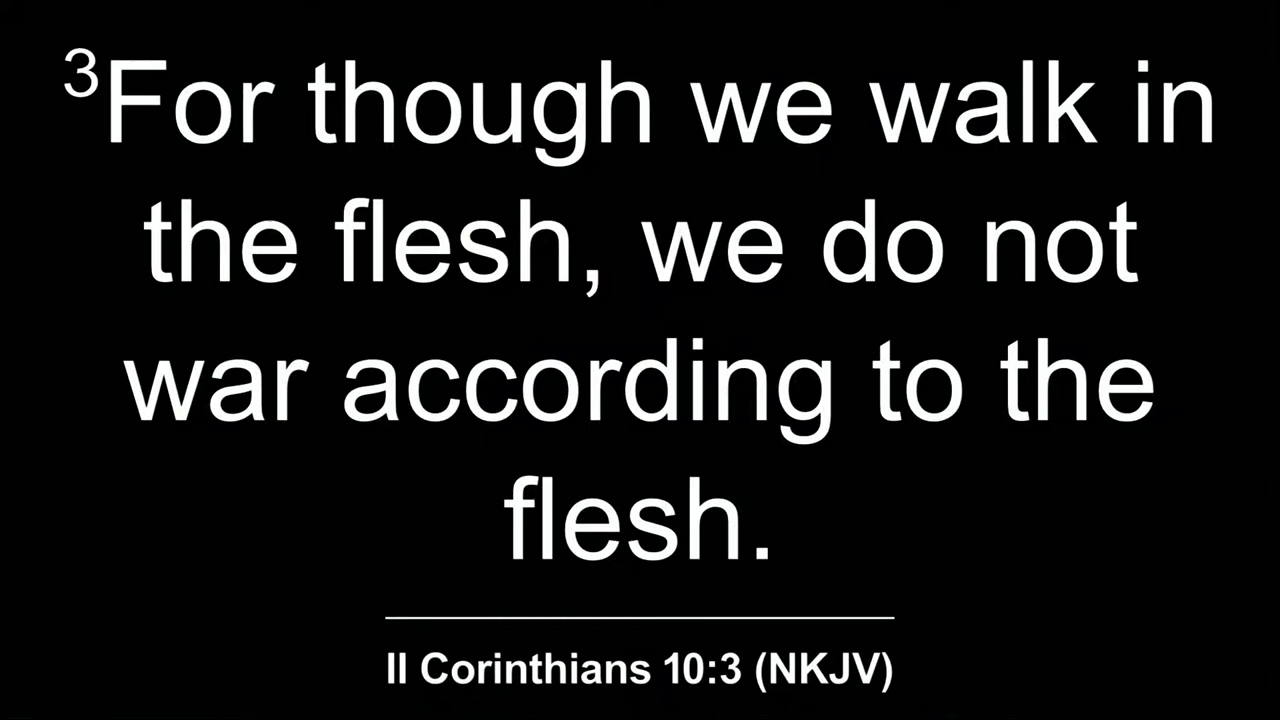 ³For though we walk in
the flesh, we do not
war according to the
flesh.
II Corinthians 10:3 (NKJV)